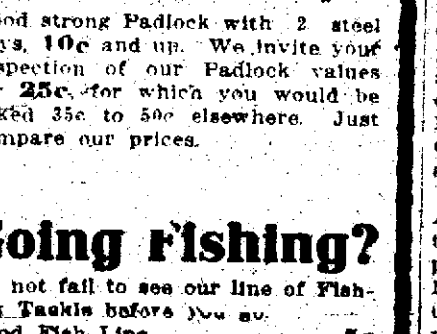 od strong Padlock with 2 steel
ys, 10c and up. We invite your
spection of our Padlock values
25c, for which you would be
ked 35c to 50c elsewhere. Just
mpare our prices.
oing Fishing?
not fail to see our line of Fish-
Tackle before you go.
od Fish Line